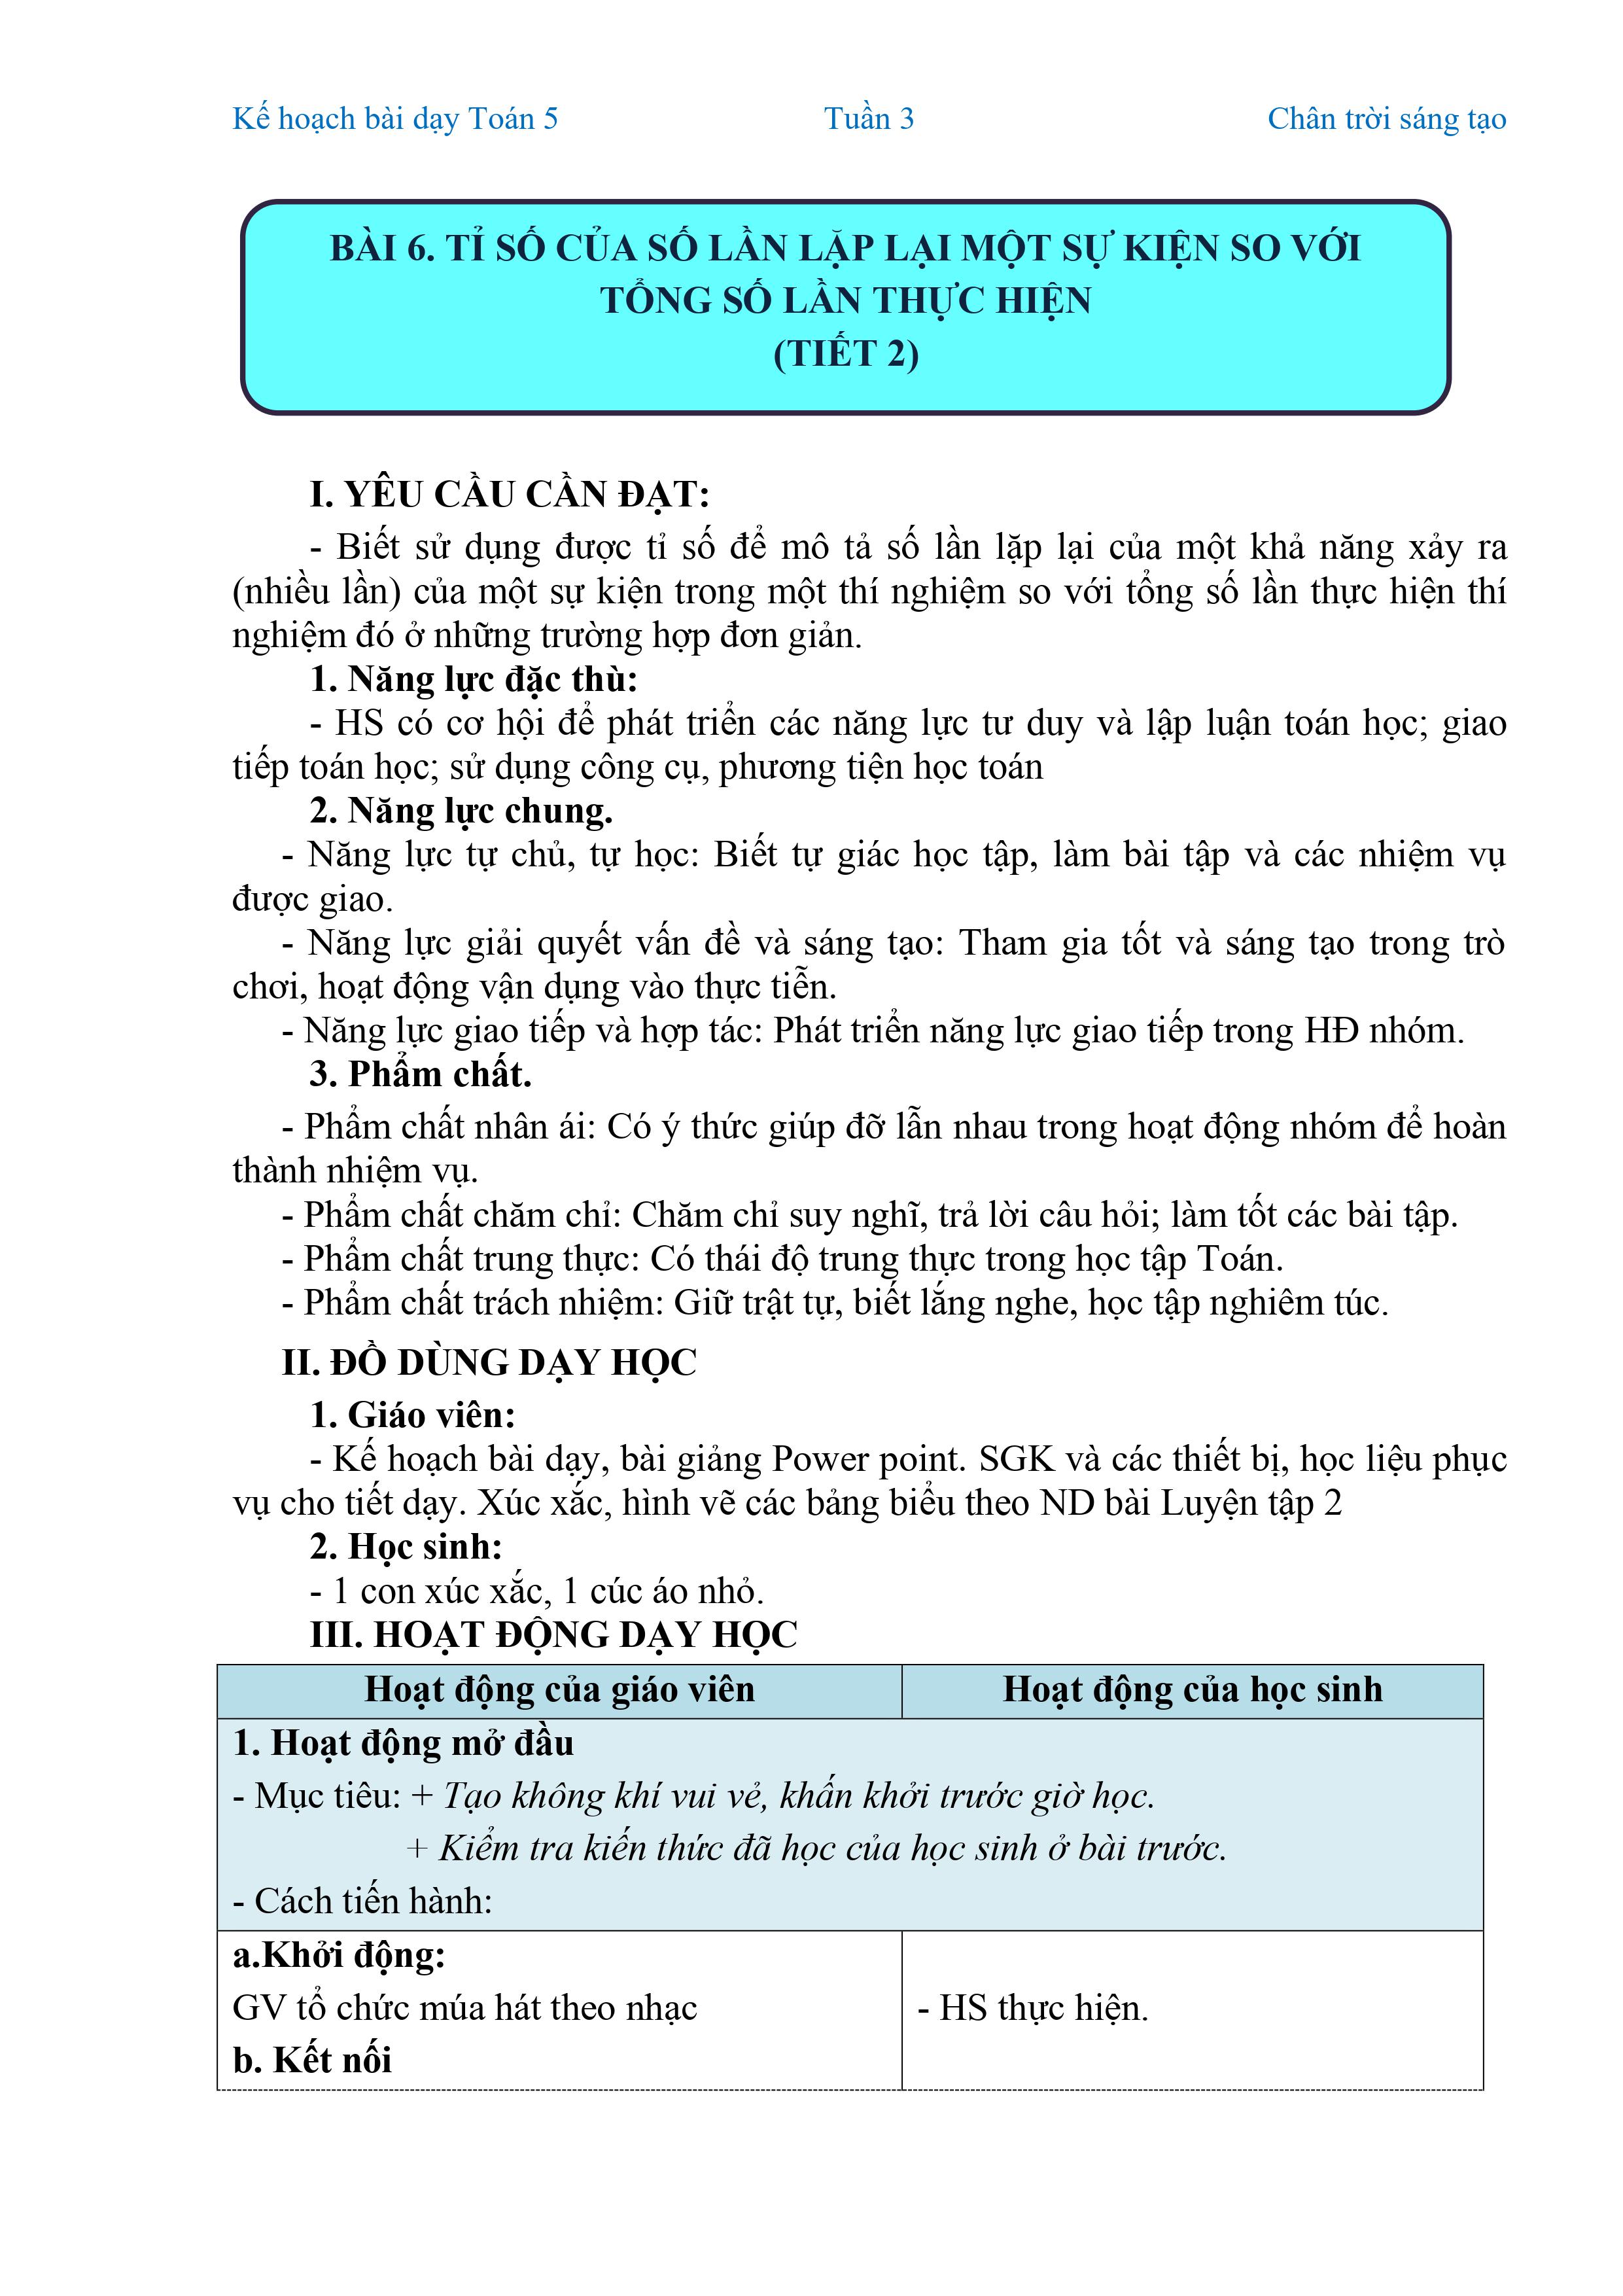 Kế hoạch bài dạy Toán 5 Tuần 3 Chân trời sáng tạo
BÀI 6. TỈ SỐ CỦA SỐ LẦN LẶP LẠI MỘT SỰ KIỆN SO VỚI
TỔNG SỐ LẦN THỰC HIỆN
(TIẾT 2)
I. YÊU CẦU CẦN ĐẠT:
- Biết sử dụng được tỉ số để mô tả số lần lặp lại của một khả năng xảy ra
(nhiều lần) của một sự kiện trong một thí nghiệm so với tổng số lần thực hiện thí
nghiệm đó ở những trường hợp đơn giản.
1. Năng lực đặc thù:
- HS có cơ hội để phát triển các năng lực tư duy và lập luận toán học; giao
tiếp toán học; sử dụng công cụ, phương tiện học toán
2. Năng lực chung.
- Năng lực tự chủ, tự học: Biết tự giác học tập, làm bài tập và các nhiệm vụ
được giao.
- Năng lực giải quyết vấn đề và sáng tạo: Tham gia tốt và sáng tạo trong trò
chơi, hoạt động vận dụng vào thực tiễn.
- Năng lực giao tiếp và hợp tác: Phát triển năng lực giao tiếp trong HĐ nhóm.
3. Phẩm chất.
- Phẩm chất nhân ái: Có ý thức giúp đỡ lẫn nhau trong hoạt động nhóm để hoàn
thành nhiệm vụ.
- Phẩm chất chăm chỉ: Chăm chỉ suy nghĩ, trả lời câu hỏi; làm tốt các bài tập.
- Phẩm chất trung thực: Có thái độ trung thực trong học tập Toán.
- Phẩm chất trách nhiệm: Giữ trật tự, biết lắng nghe, học tập nghiêm túc.
II. ĐỒ DÙNG DẠY HỌC
1. Giáo viên:
- Kế hoạch bài dạy, bài giảng Power point. SGK và các thiết bị, học liệu phục
vụ cho tiết dạy. Xúc xắc, hình vẽ các bảng biểu theo ND bài Luyện tập 2
2. Học sinh:
- 1 con xúc xắc, 1 cúc áo nhỏ.
III. HOẠT ĐỘNG DẠY HỌC
Hoạt động của giáo viên Hoạt động của học sinh
1. Hoạt động mở đầu
- Mục tiêu: + Tạo không khí vui vẻ, khấn khởi trước giờ học.
+ Kiểm tra kiến thức đã học của học sinh ở bài trước.
- Cách tiến hành:
a.Khởi động:
GV tổ chức múa hát theo nhạc - HS thực hiện.
b. Kết nối